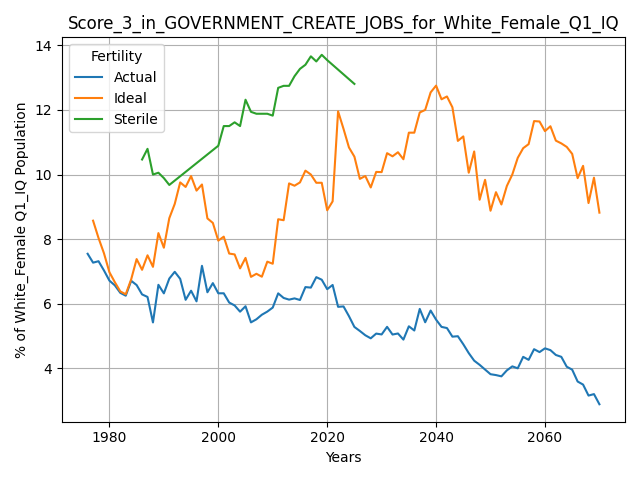 Score_3_in_GOVERNMENT_CREATE_JOBS_for_White_Female_Q1_IQ
Fertility
Actual
Ideal
Sterile
% of White_Female Q1_IQ Population
14
12
10
8
6
4
1980
2000
2020
2040
2060
Years